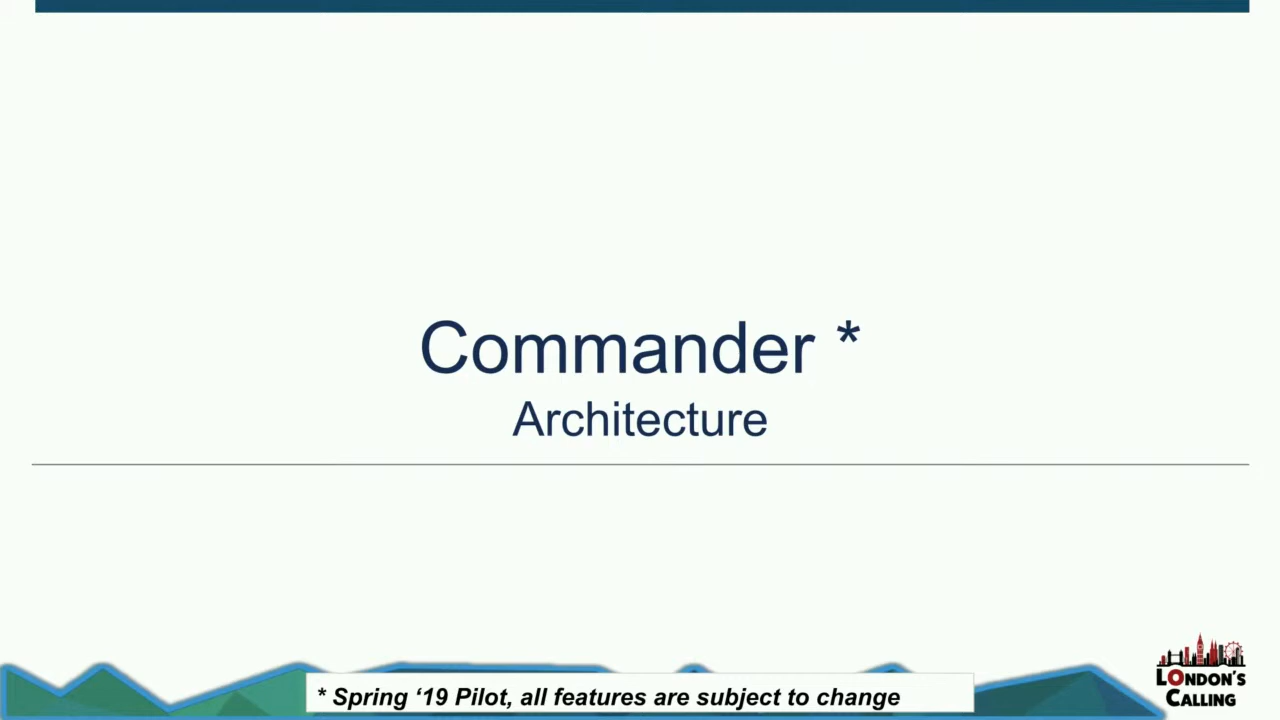 Commander *
Architecture
* Spring ‘19 Pilot, all features are subject to change
LONDON'S
CALLING